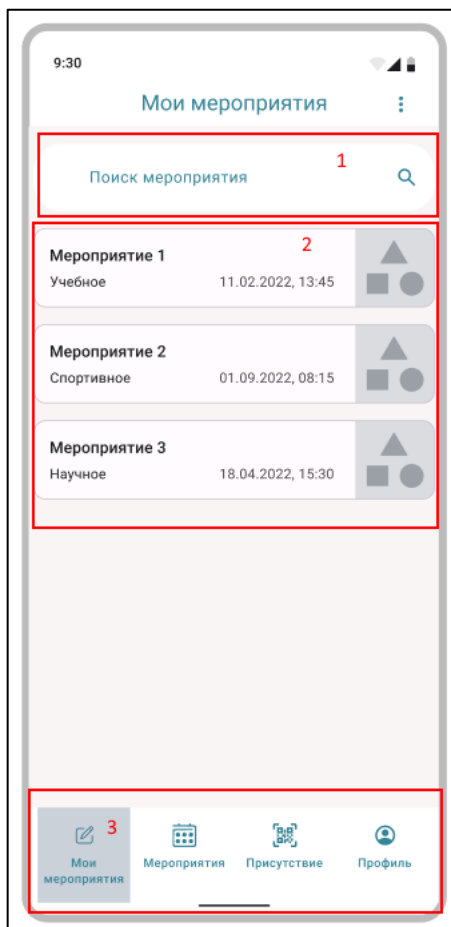 9:30
Мои мероприятия
Поиск мероприятия
1
2
Мероприятие 1
Учебное 11.02.2022, 13:45
Мероприятие 2
Спортивное 01.09.2022, 08:15
Мероприятие 3
Научное 18.04.2022, 15:30
3
Мои мероприятия
Мероприятия
Присутствие
Профиль